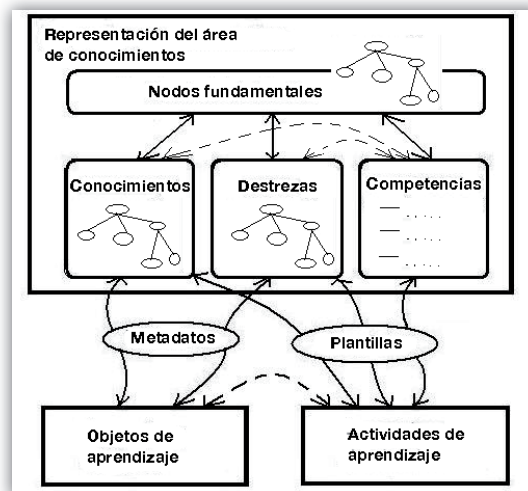 Representación del área
de conocimientos
Nodos fundamentales
Conocimientos
Destrezas
Competencias
Metadatos
Plantillas
Objetos de
aprendizaje
Actividades de
aprendizaje